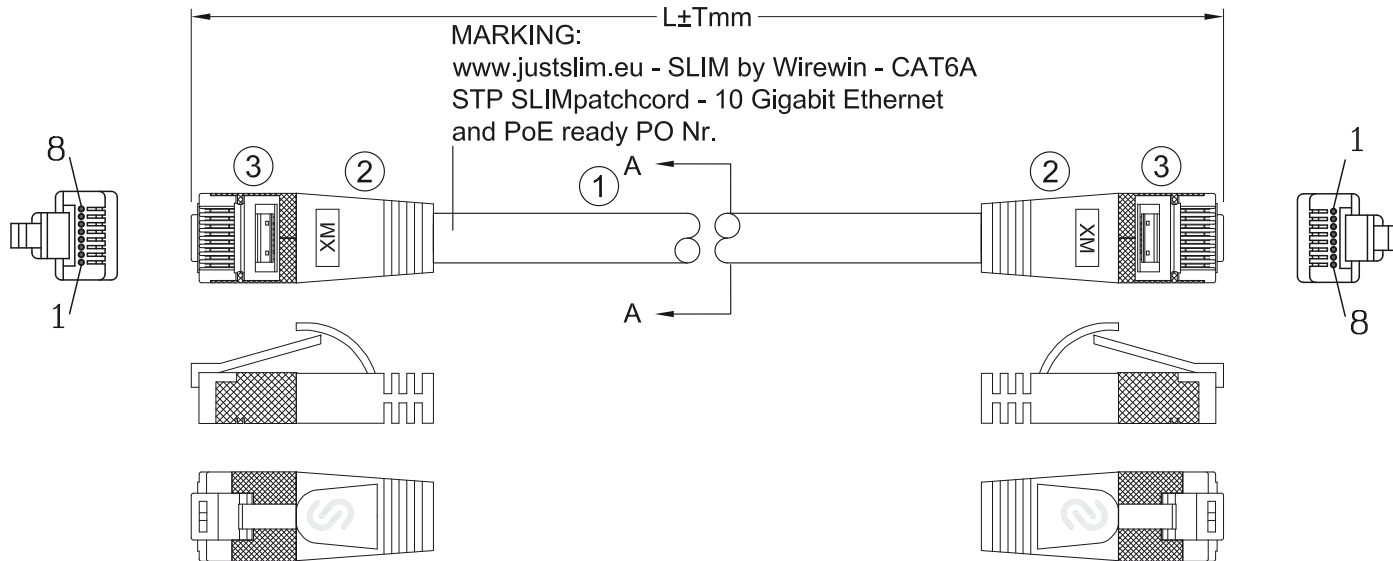 L±Tmm
MARKING:
www.justslim.eu - SLIM by Wirewin - CAT6A
STP SLIMpatchcord - 10 Gigabit Ethernet
and PoE ready PO Nr.
8
3
2
1
A
2
3
1
XM
XM
1
A
8